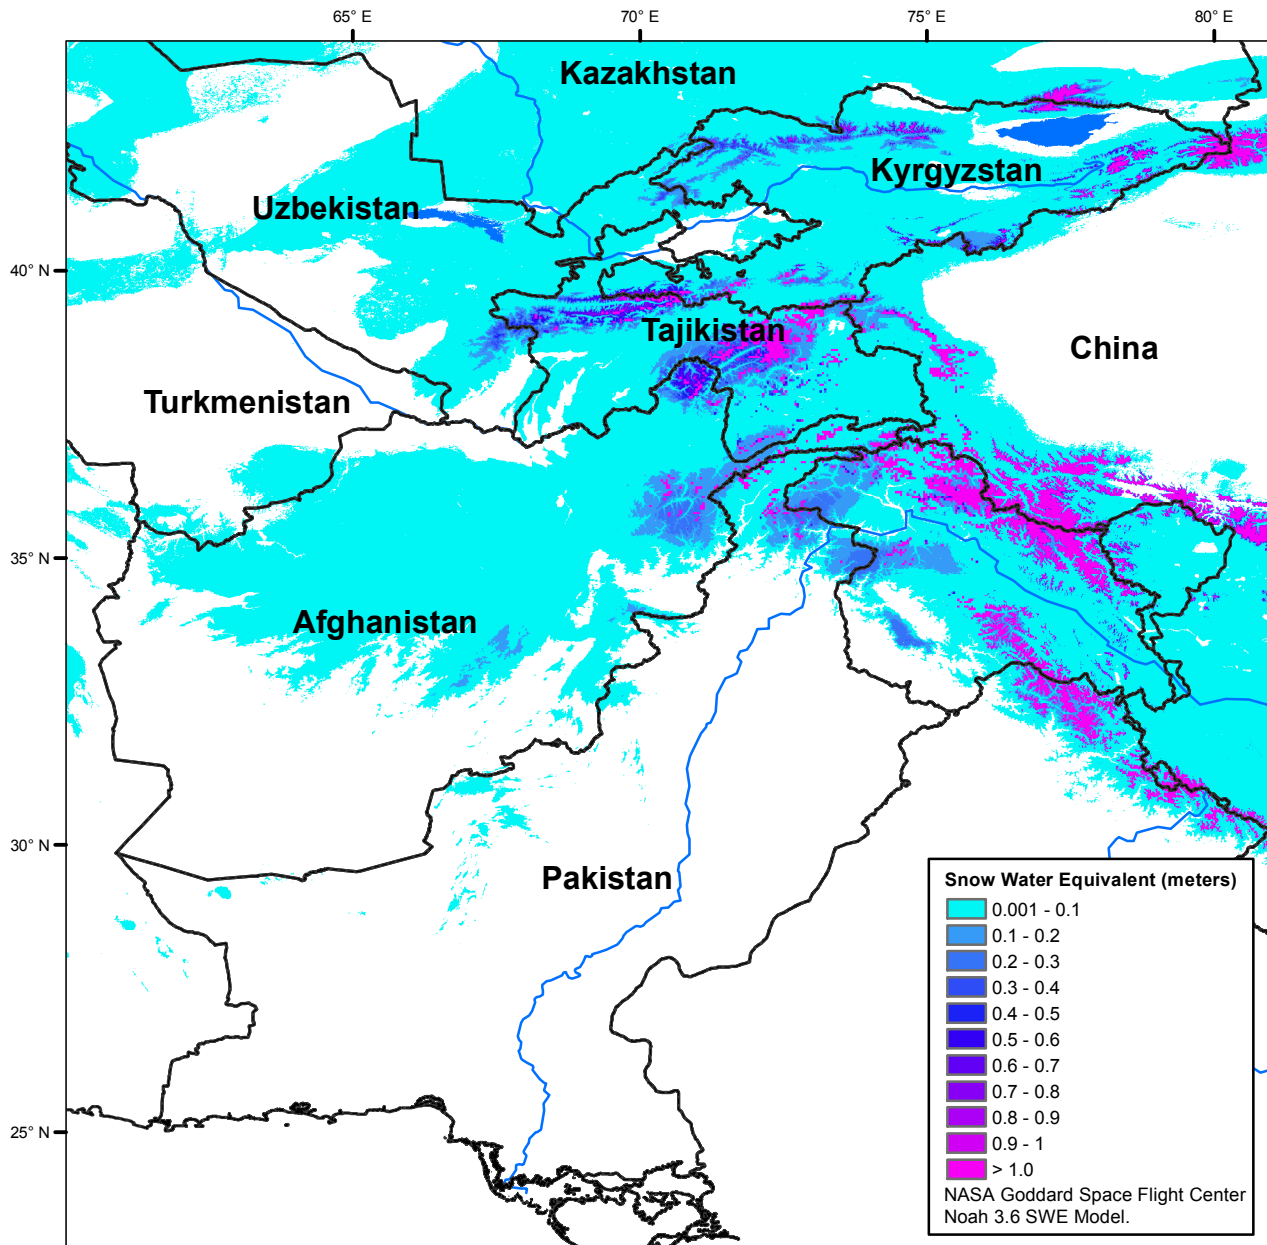 65° E
70° E
75° E
80° E
Kazakhstan
Kyrgyzstan
Uzbekistan
40° N
Tajikistan
China
Turkmenistan
35° N
Afghanistan
30° N
Pakistan
25° N
Snow Water Equivalent (meters)
0.001 - 0.1
0.1 - 0.2
0.2 - 0.3
0.3 - 0.4
0.4 - 0.5
0.5 - 0.6
0.6 - 0.7
0.7 - 0.8
0.8 - 0.9
0.9 - 1
> 1.0
NASA Goddard Space Flight Center
Noah 3.6 SWE Model.